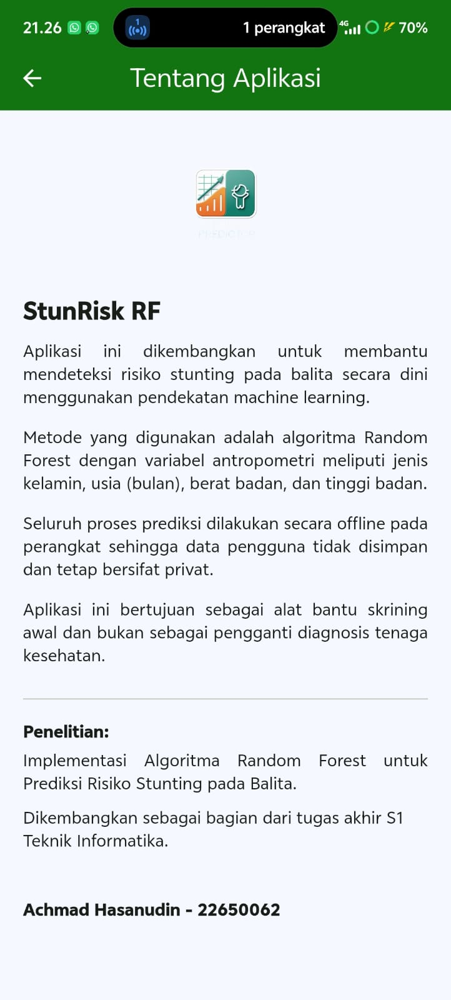 21.26
1
1 perangkat
4G
70%
Tentang Aplikasi
PREDICTOR
StunRisk RF
Aplikasi ini dikembangkan untuk membantu
mendeteksi risiko stunting pada balita secara dini
menggunakan pendekatan machine learning.
Metode yang digunakan adalah algoritma Random
Forest dengan variabel antropometri meliputi jenis
kelamin, usia (bulan), berat badan, dan tinggi badan.
Seluruh proses prediksi dilakukan secara offline pada
perangkat sehingga data pengguna tidak disimpan
dan tetap bersifat privat.
Aplikasi ini bertujuan sebagai alat bantu skrining
awal dan bukan sebagai pengganti diagnosis tenaga
kesehatan.
Penelitian:
Implementasi Algoritma Random Forest untuk
Prediksi Risiko Stunting pada Balita.
Dikembangkan sebagai bagian dari tugas akhir S1
Teknik Informatika.
Achmad Hasanudin - 22650062